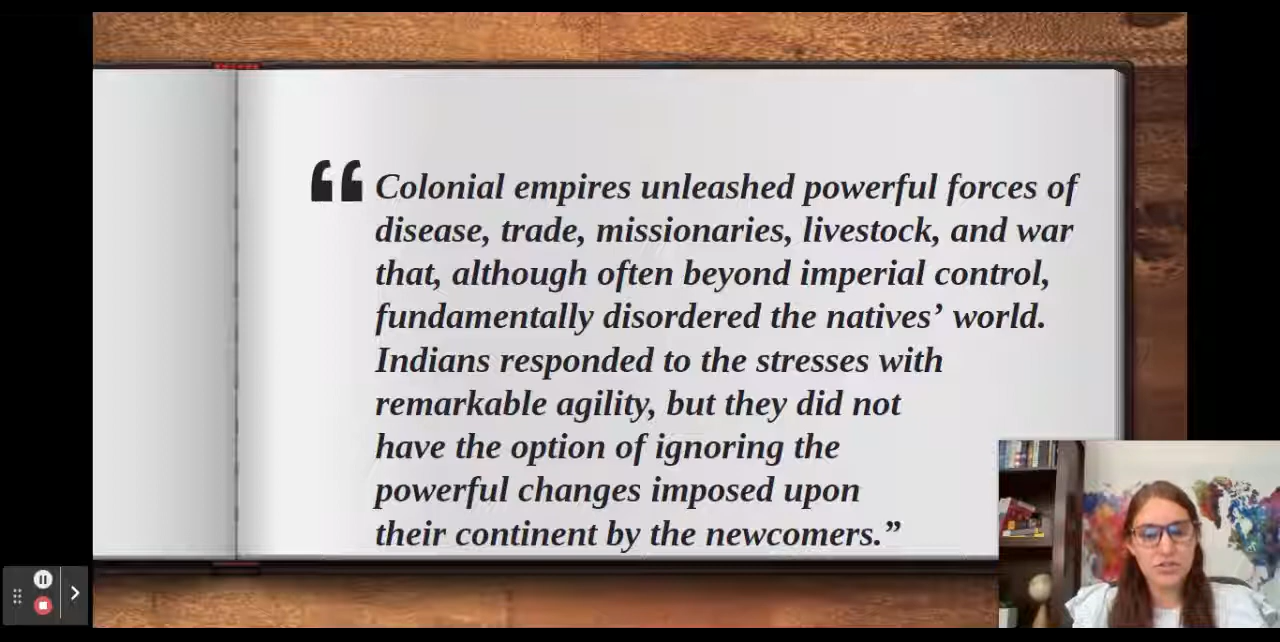 “Colonial empires unleashed powerful forces of
disease, trade, missionaries, livestock, and war
that, although often beyond imperial control,
fundamentally disordered the natives’ world.
Indians responded to the stresses with
remarkable agility, but they did not
have the option of ignoring the
powerful changes imposed upon
their continent by the newcomers.”